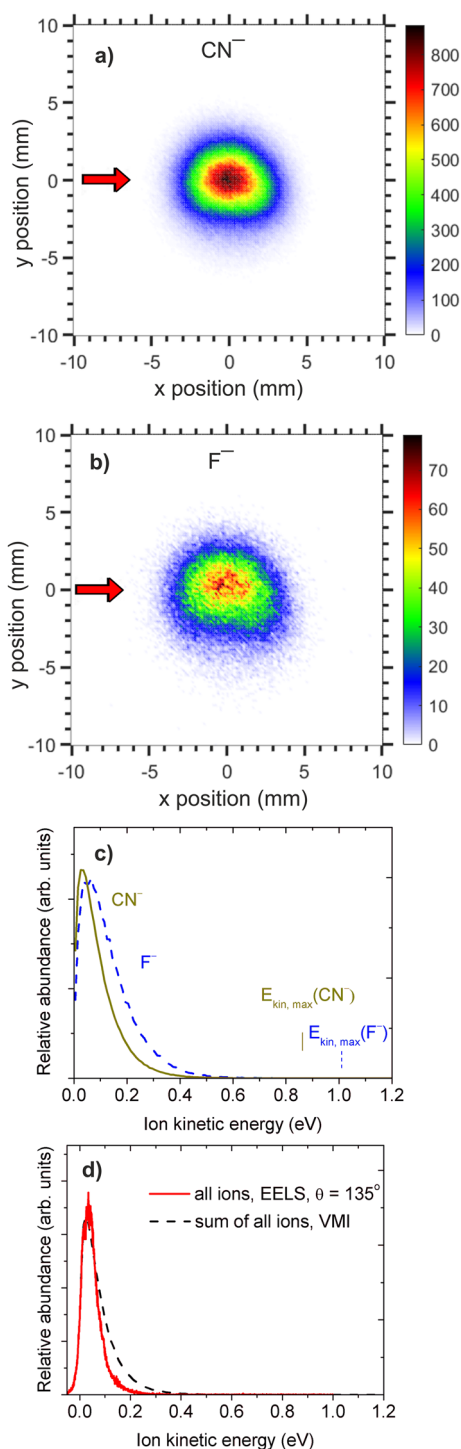 a)
CN⁻
10
5
0
-5
-10
y position (mm)
-10
-5
0
5
10
x position (mm)
800
700
600
500
400
300
200
100
0
b)
F⁻
10
5
0
-5
-10
y position (mm)
-10
-5
0
5
10
x position (mm)
70
60
50
40
30
20
10
0
c)
CN⁻
F⁻
E kin, max (CN⁻)
E kin, max (F⁻)
Relative abundance (arb. units)
0.0 0.2 0.4 0.6 0.8 1.0 1.2
Ion kinetic energy (eV)
d)
all ions, EELS, θ = 135°
sum of all ions, VMI
Relative abundance (arb. units)
0.0 0.2 0.4 0.6 0.8 1.0 1.2
Ion kinetic energy (eV)